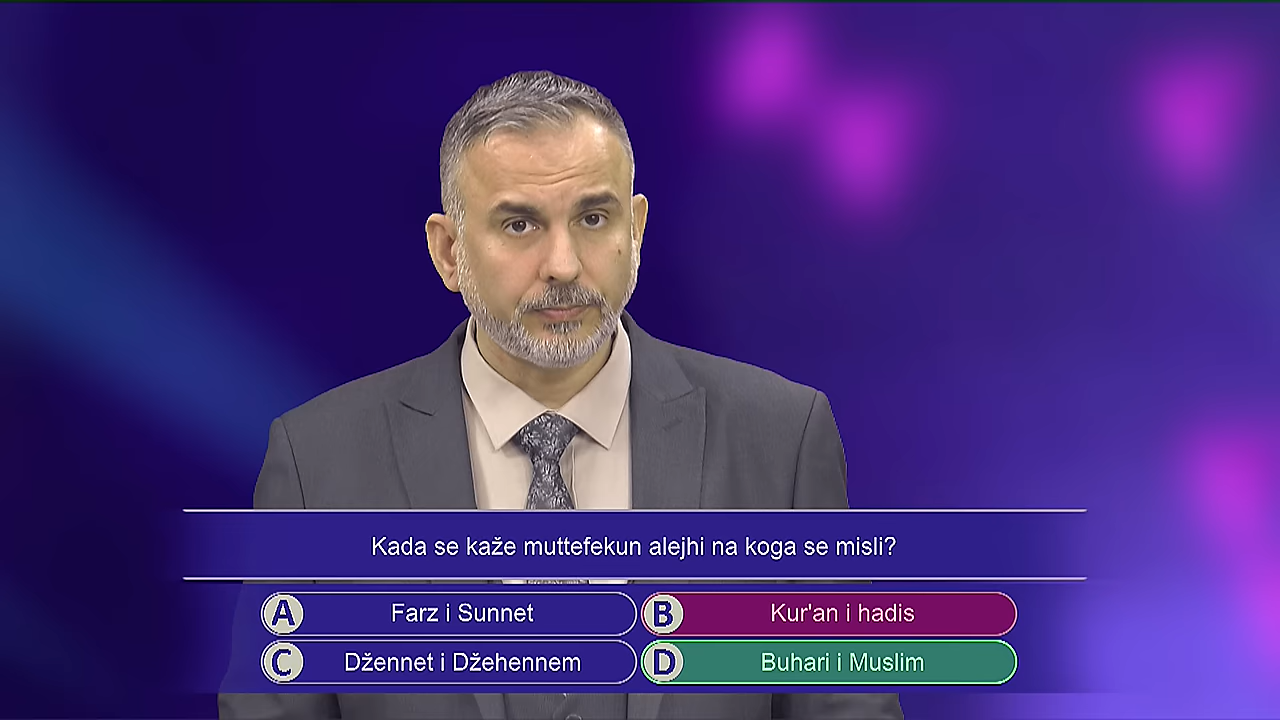 Kada se kaže muttefekun alejhi na koga se misli?
A Farz i Sunnet
B Kur'an i hadis
C Džennet i Džehennem
D Buhari i Muslim